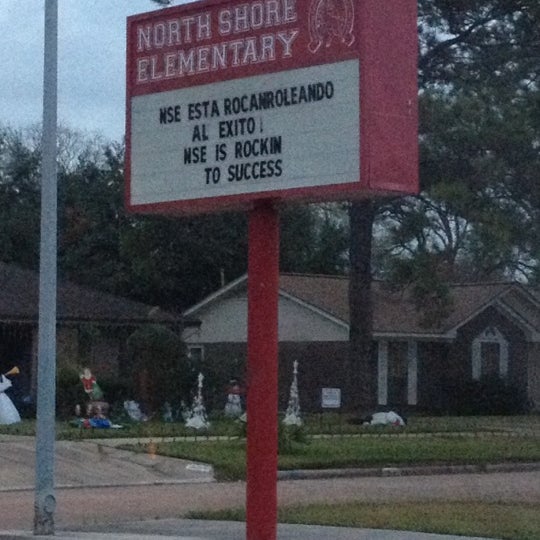 NORTH SHORE
ELEMENTARY
NSE ESTA ROCANROLEANDO
AL EXITO!
NSE IS ROCKIN
TO SUCCESS